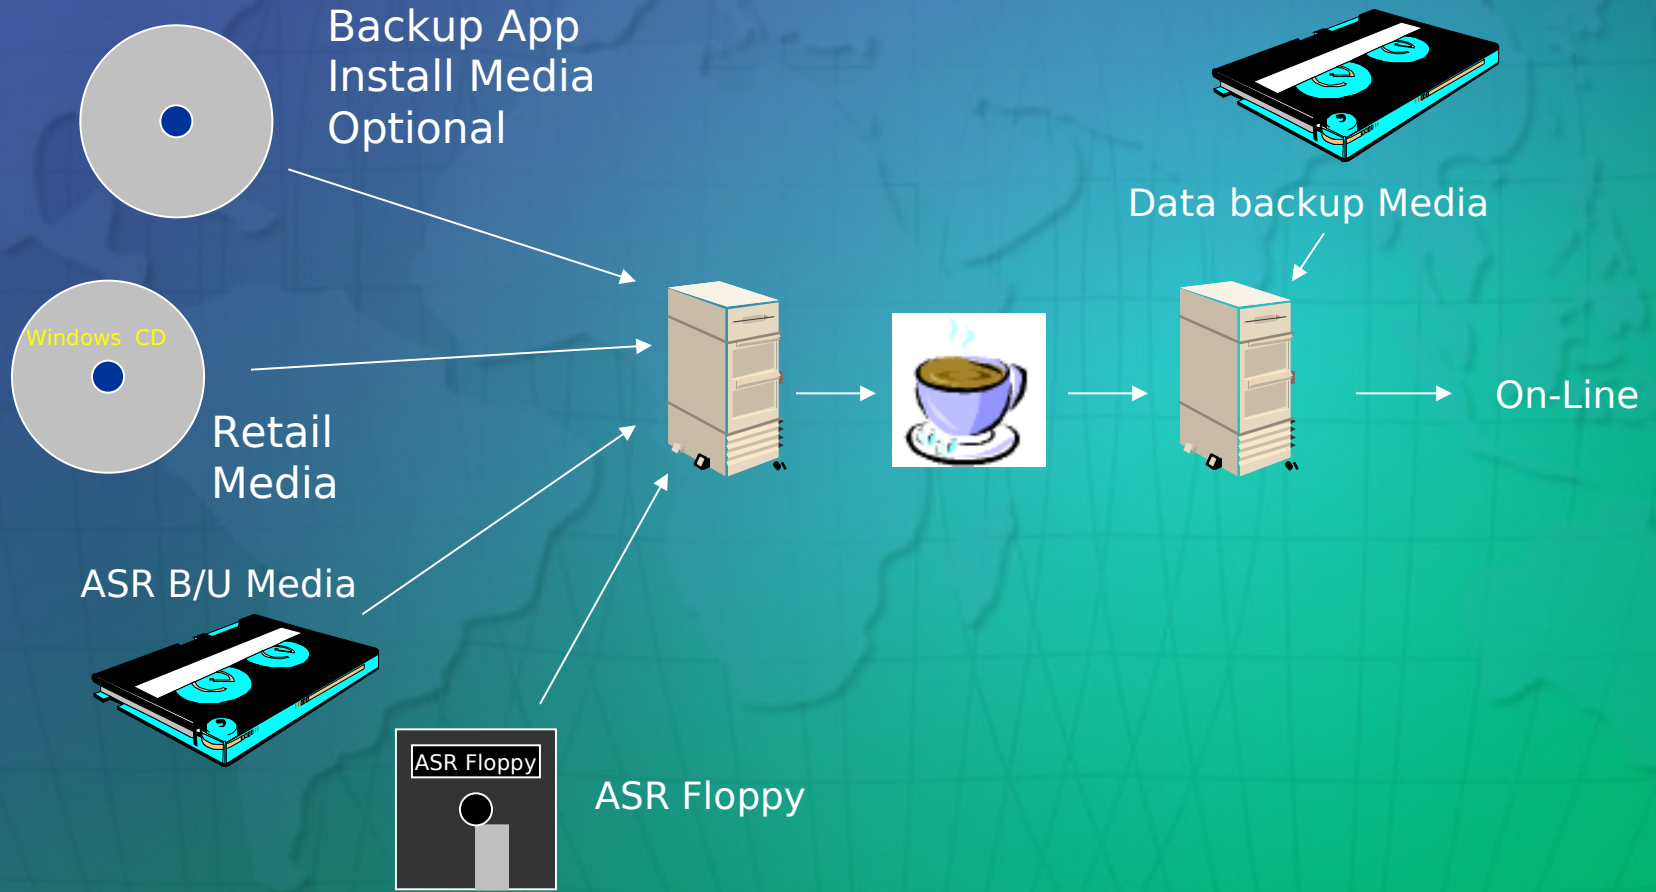 Backup App
Install Media
Optional
Data backup Media
Windows CD
Retail
Media
On-Line
ASR B/U Media
ASR Floppy
ASR Floppy